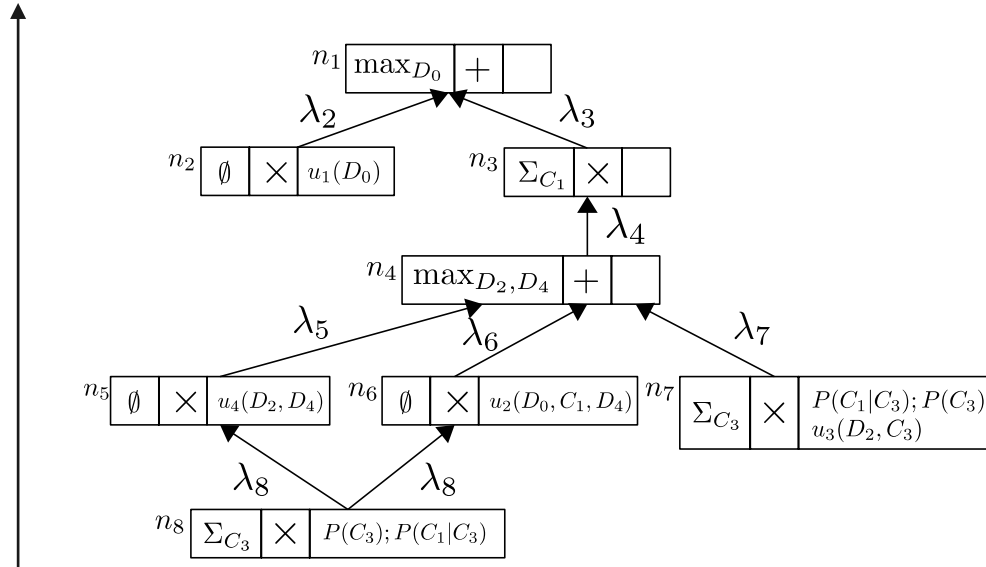 n₁ max_{D₀} +
λ₂ λ₃
n₂ ∅ × u₁(D₀)
n₃ Σ_{C₁} ×
λ₄
n₄ max_{D₂,D₄} +
λ₅ λ₆ λ₇
n₅ ∅ × u₄(D₂, D₄)
n₆ ∅ × u₂(D₀, C₁, D₄)
n₇ Σ_{C₃} × P(C₁|C₃); P(C₃)
u₃(D₂, C₃)
λ₈ λ₈
n₈ Σ_{C₃} × P(C₃); P(C₁|C₃)